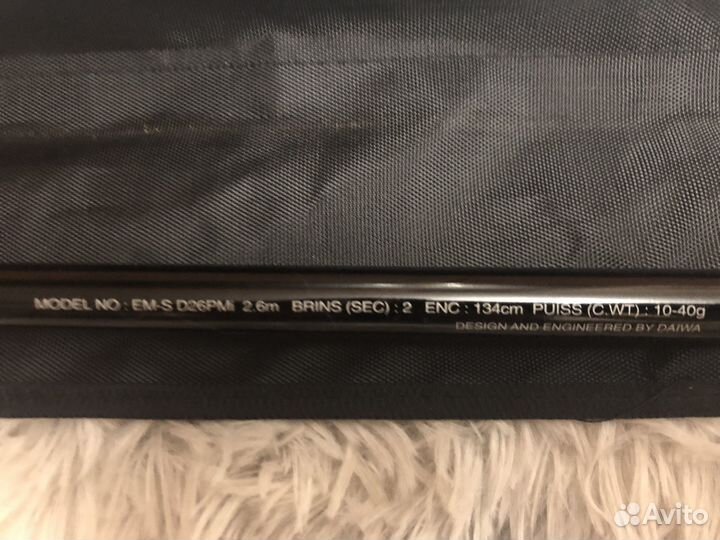 MODEL NO : EM-S D26PMi 2.6m BRINS (SEC) : 2 ENC : 134cm PUISS (C.WT) : 10-40g
DESIGN AND ENGINEERED BY DAIWA
Avito